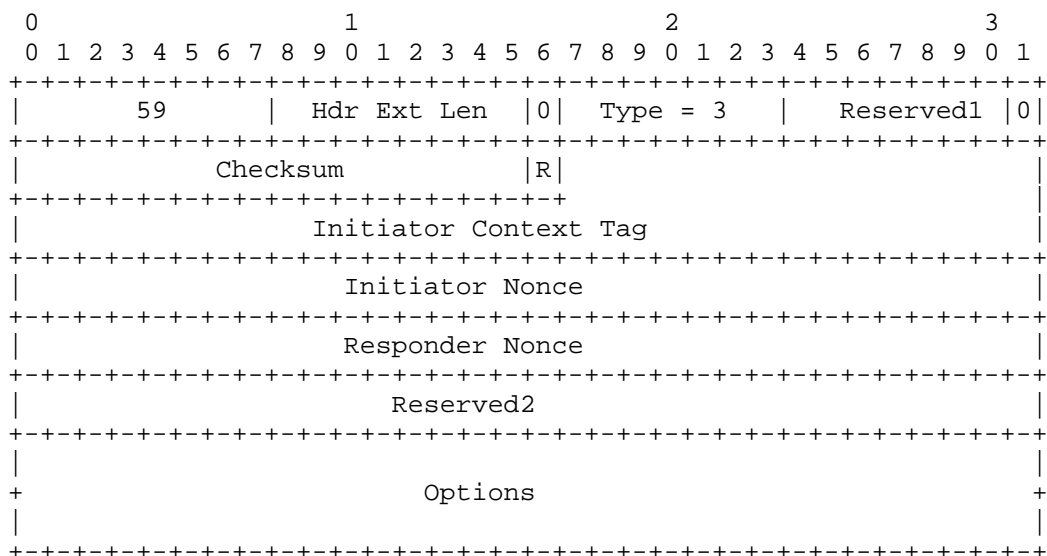 0                   1                   2                   3
 0 1 2 3 4 5 6 7 8 9 0 1 2 3 4 5 6 7 8 9 0 1 2 3 4 5 6 7 8 9 0 1
+-+-+-+-+-+-+-+-+-+-+-+-+-+-+-+-+-+-+-+-+-+-+-+-+-+-+-+-+-+-+-+-+
|       59      |  Hdr Ext Len  |0|  Type = 3   |   Reserved1 |0|
+-+-+-+-+-+-+-+-+-+-+-+-+-+-+-+-+-+-+-+-+-+-+-+-+-+-+-+-+-+-+-+-+
|            Checksum           |R|                             |
+-+-+-+-+-+-+-+-+-+-+-+-+-+-+-+-+-+                             |
|                  Initiator Context Tag                        |
+-+-+-+-+-+-+-+-+-+-+-+-+-+-+-+-+-+-+-+-+-+-+-+-+-+-+-+-+-+-+-+-+
|                    Initiator Nonce                            |
+-+-+-+-+-+-+-+-+-+-+-+-+-+-+-+-+-+-+-+-+-+-+-+-+-+-+-+-+-+-+-+-+
|                    Responder Nonce                            |
+-+-+-+-+-+-+-+-+-+-+-+-+-+-+-+-+-+-+-+-+-+-+-+-+-+-+-+-+-+-+-+-+
|                       Reserved2                               |
+-+-+-+-+-+-+-+-+-+-+-+-+-+-+-+-+-+-+-+-+-+-+-+-+-+-+-+-+-+-+-+-+
|                                                               |
+                         Options                               +
|                                                               |
+-+-+-+-+-+-+-+-+-+-+-+-+-+-+-+-+-+-+-+-+-+-+-+-+-+-+-+-+-+-+-+-+